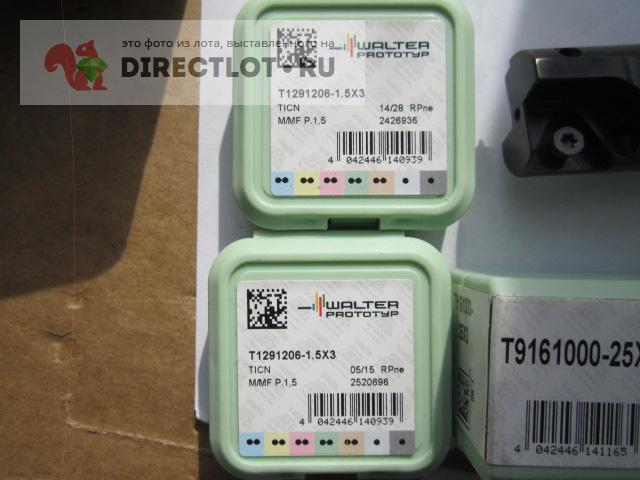 это фото из лота, выставленного на
DIRECTLOT.RU
WALTER
PROTOTYP
T1291206-1.5X3
TICN 14/28 RPne
M/MF P.1,5 2426936
4 042446 140939
WALTER
PROTOTYP
T1291206-1.5X3
TICN 05/15 RPne
M/MF P.1,5 2520696
4 042446 140939
T9161000-25X
4 042446 141165